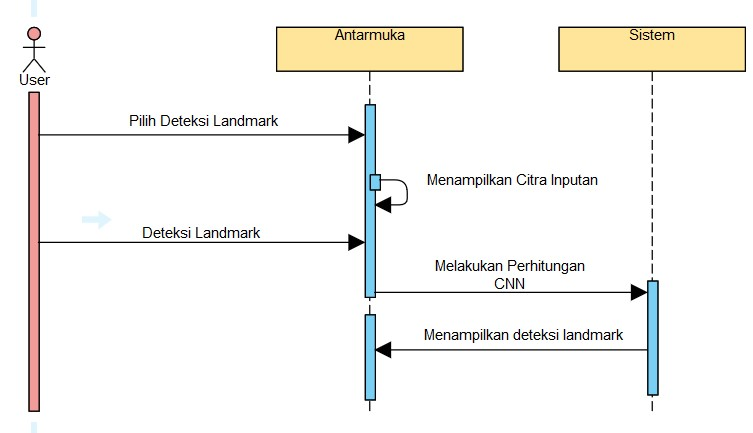 Antarmuka
Sistem
User
Pilih Deteksi Landmark
Menampilkan Citra Inputan
Deteksi Landmark
Melakukan Perhitungan
CNN
Menampilkan deteksi landmark